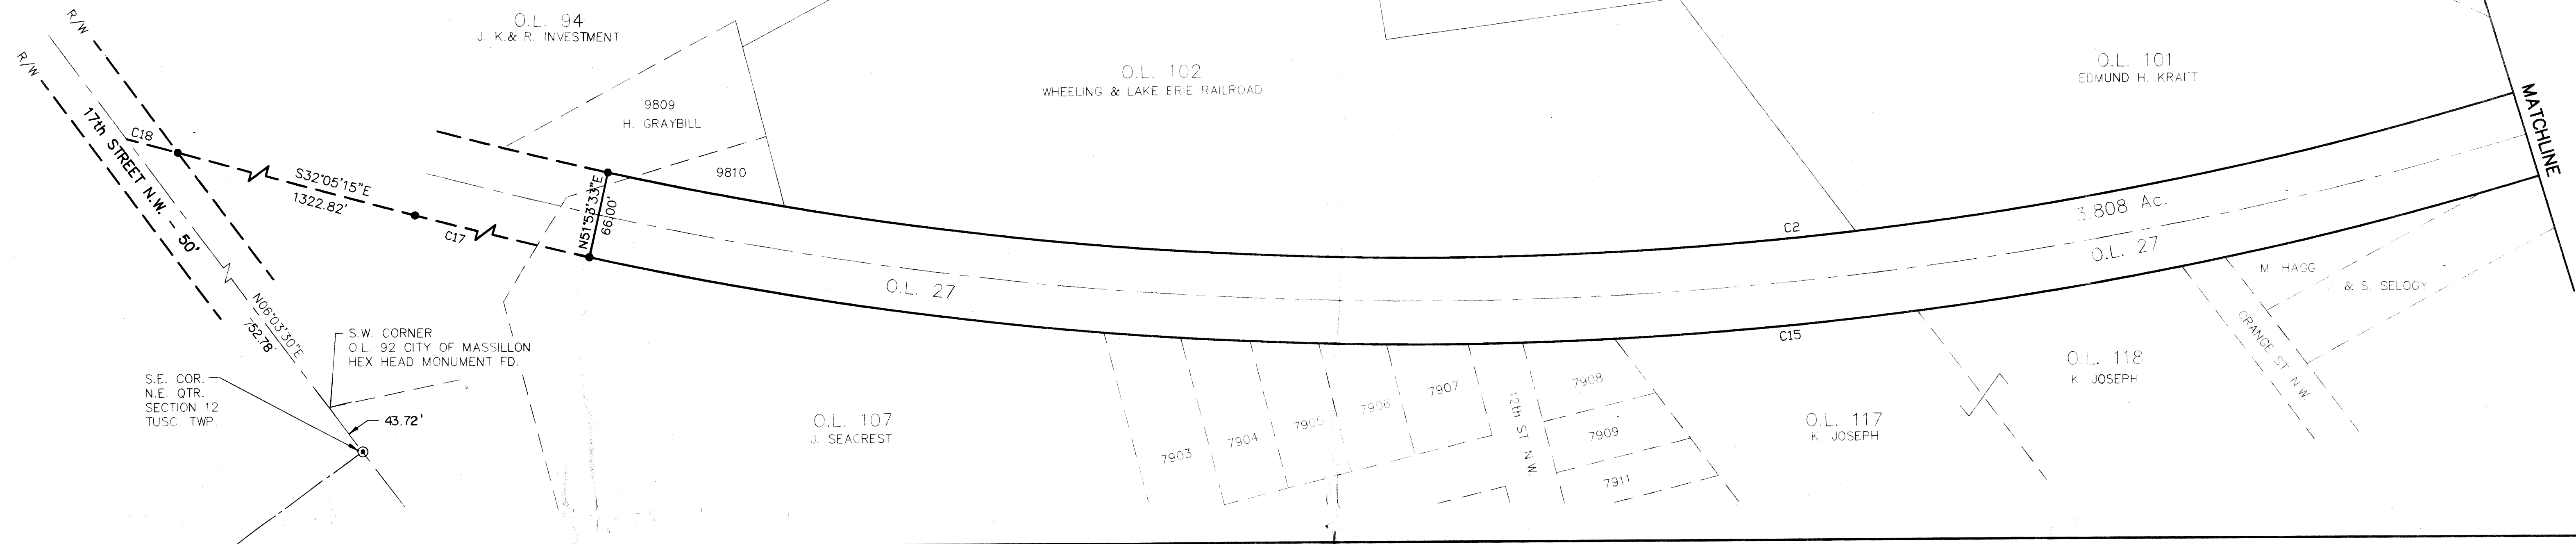 R/W
R/W
O.L. 94
J. K.& R. INVESTMENT
O.L. 102
WHEELING & LAKE ERIE RAILROAD
O.L. 101
EDMUND H. KRAFT
MATCHLINE
9809
H. GRAYBILL
9810
C18
17th STREET N.W. - 50'
S32°05'15"E
1322.82'
C17
N51°53'33"E
66.00'
C2
3.808 Ac.
O.L. 27
O.L. 27
M HAGG
& S. SELOGY
ORANGE ST N W
N06°03'30"E
752.78'
S.W. CORNER
O.L. 92 CITY OF MASSILLON
HEX HEAD MONUMENT FD.
S.E. COR.
N.E. QTR.
SECTION 12
TUSC. TWP.
43.72'
C15
O.L. 107
J. SEACREST
7903
7904
7905
7906
7907
12th ST N W.
7908
7909
7911
O.L. 117
K. JOSEPH
O.L. 118
K JOSEPH